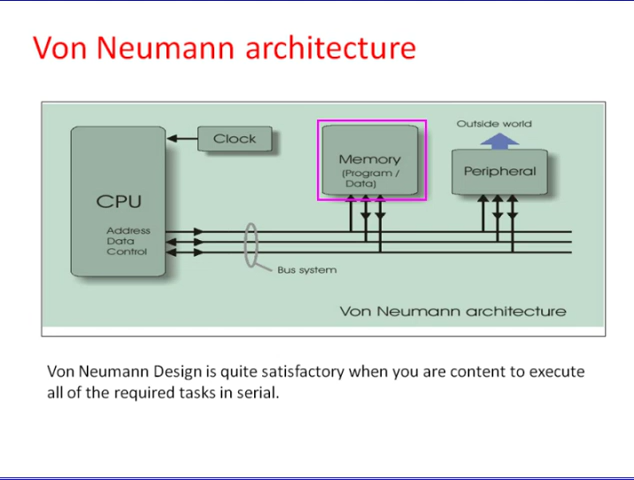 Von Neumann architecture
Outside world
Clock
Memory
(Program /
Data)
Peripheral
CPU
Address
Data
Control
Bus system
Von Neumann architecture
Von Neumann Design is quite satisfactory when you are content to execute
all of the required tasks in serial.